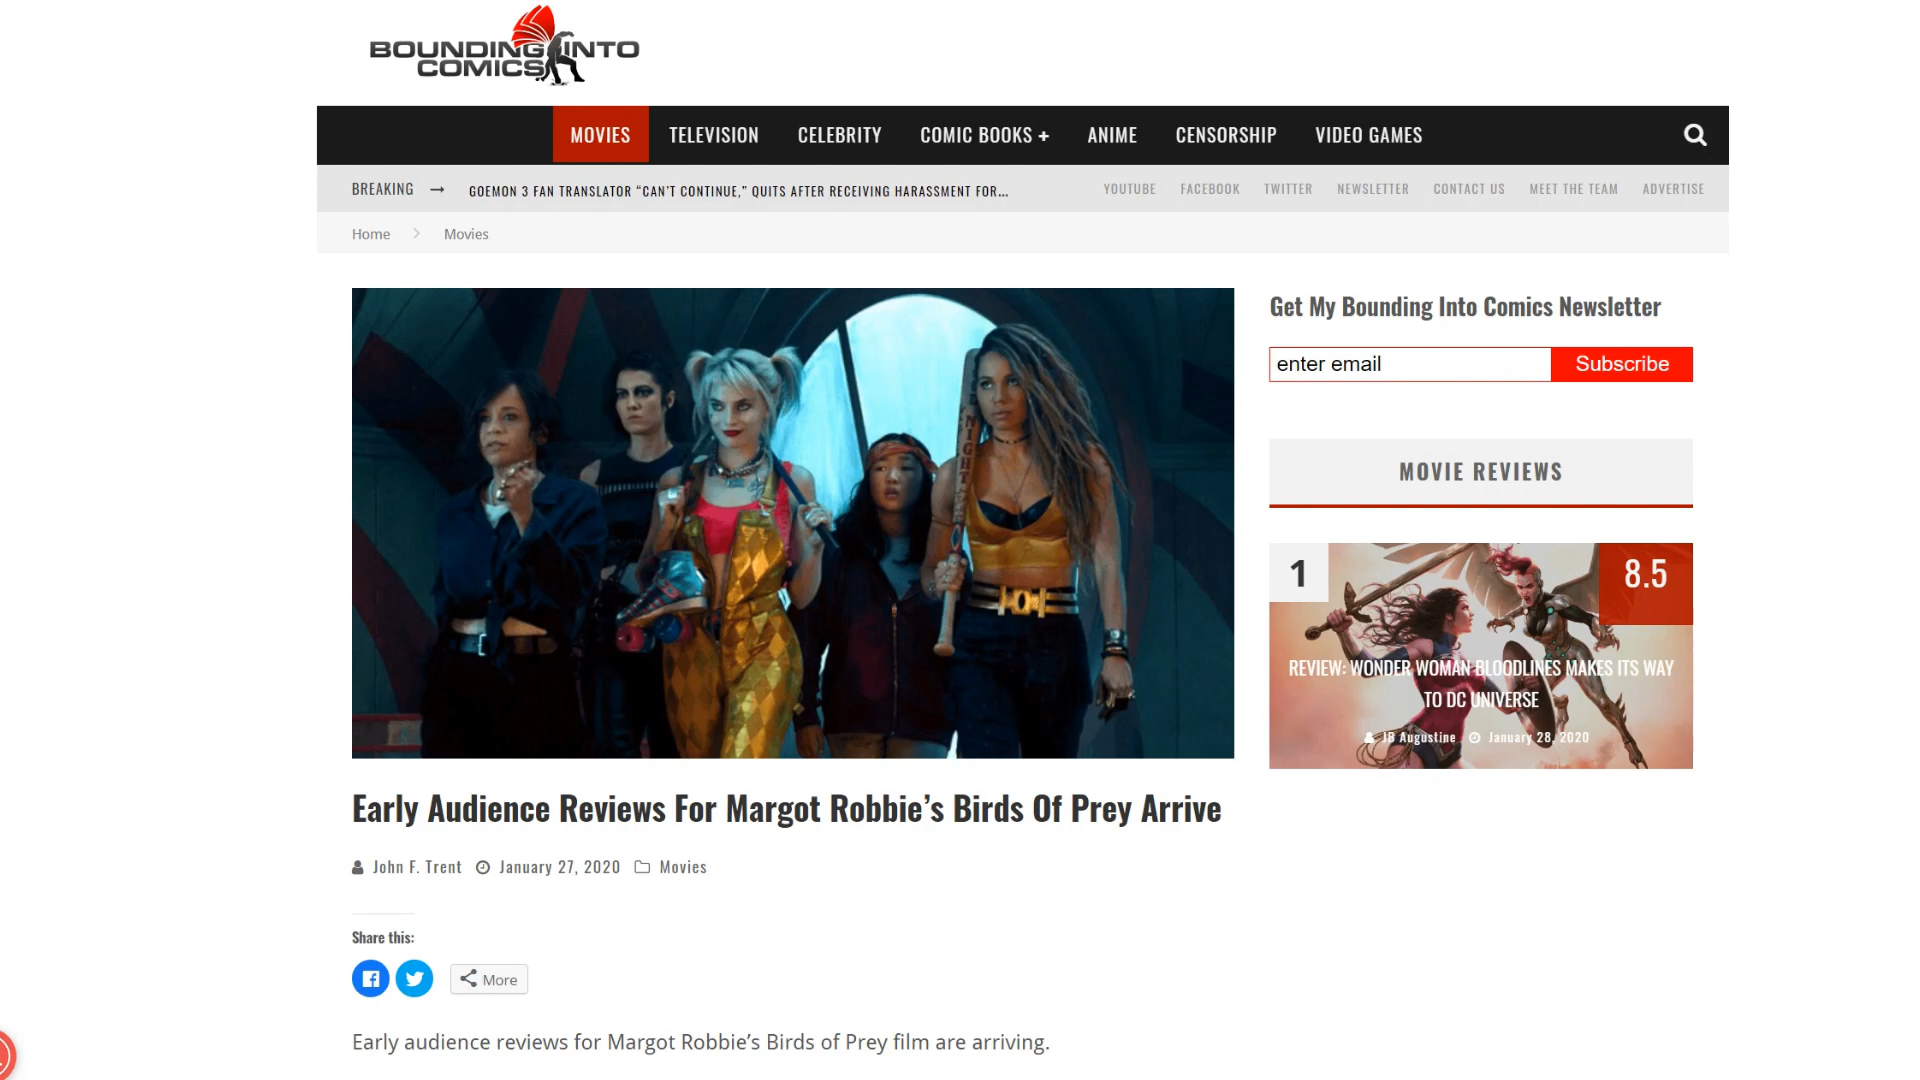 BOUNDING INTO
COMICS
MOVIES TELEVISION CELEBRITY COMIC BOOKS + ANIME CENSORSHIP VIDEO GAMES
BREAKING → GOEMON 3 FAN TRANSLATOR “CAN’T CONTINUE,” QUITS AFTER RECEIVING HARASSMENT FOR... YOUTUBE FACEBOOK TWITTER NEWSLETTER CONTACT US MEET THE TEAM ADVERTISE
Home > Movies
Get My Bounding Into Comics Newsletter
enter email Subscribe
NIGHT
MOVIE REVIEWS
1 8.5
REVIEW: WONDER WOMAN BLOODLINES MAKES ITS WAY
TO DC UNIVERSE
JB Augustine January 28, 2020
Early Audience Reviews For Margot Robbie’s Birds Of Prey Arrive
John F. Trent January 27, 2020 Movies
Share this:
More
Early audience reviews for Margot Robbie’s Birds of Prey film are arriving.